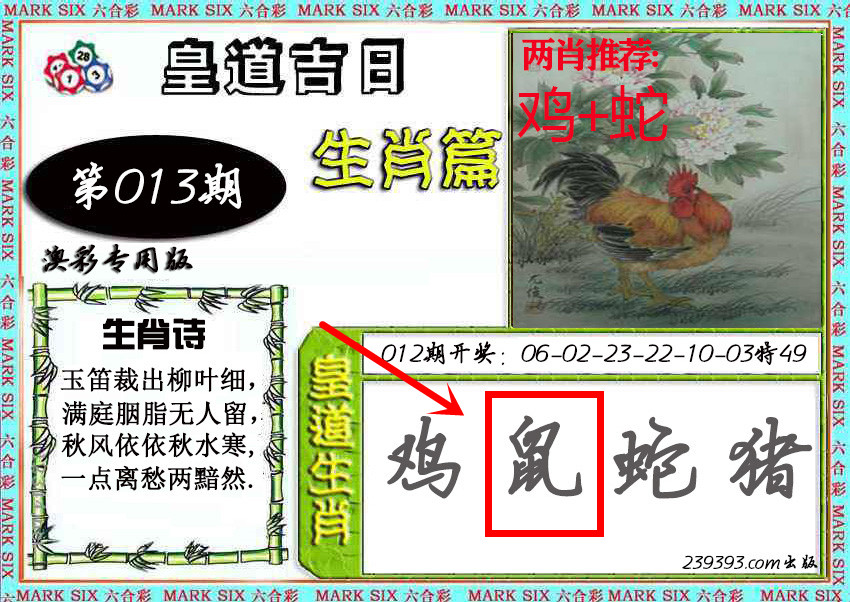 MARK SIX 六合彩 MARK SIX 六合彩 MARK SIX 六合彩 MARK SIX 六合彩 MARK SIX 六合彩 MARK SIX 六合彩
28
1
3
皇道吉日
两肖推荐:
鸡+蛇
生肖篇
第013期
澳彩专用版
生肖诗
玉笛裁出柳叶细，
满庭胭脂无人留，
秋风依依秋水寒，
一点离愁两黯然.
012期开奖：06-02-23-22-10-03特49
皇道生肖
鸡 鼠 蛇 猪
239393.com出版
MARK SIX 六合彩 MARK SIX 六合彩 MARK SIX 六合彩 MARK SIX 六合彩 MARK SIX 六合彩